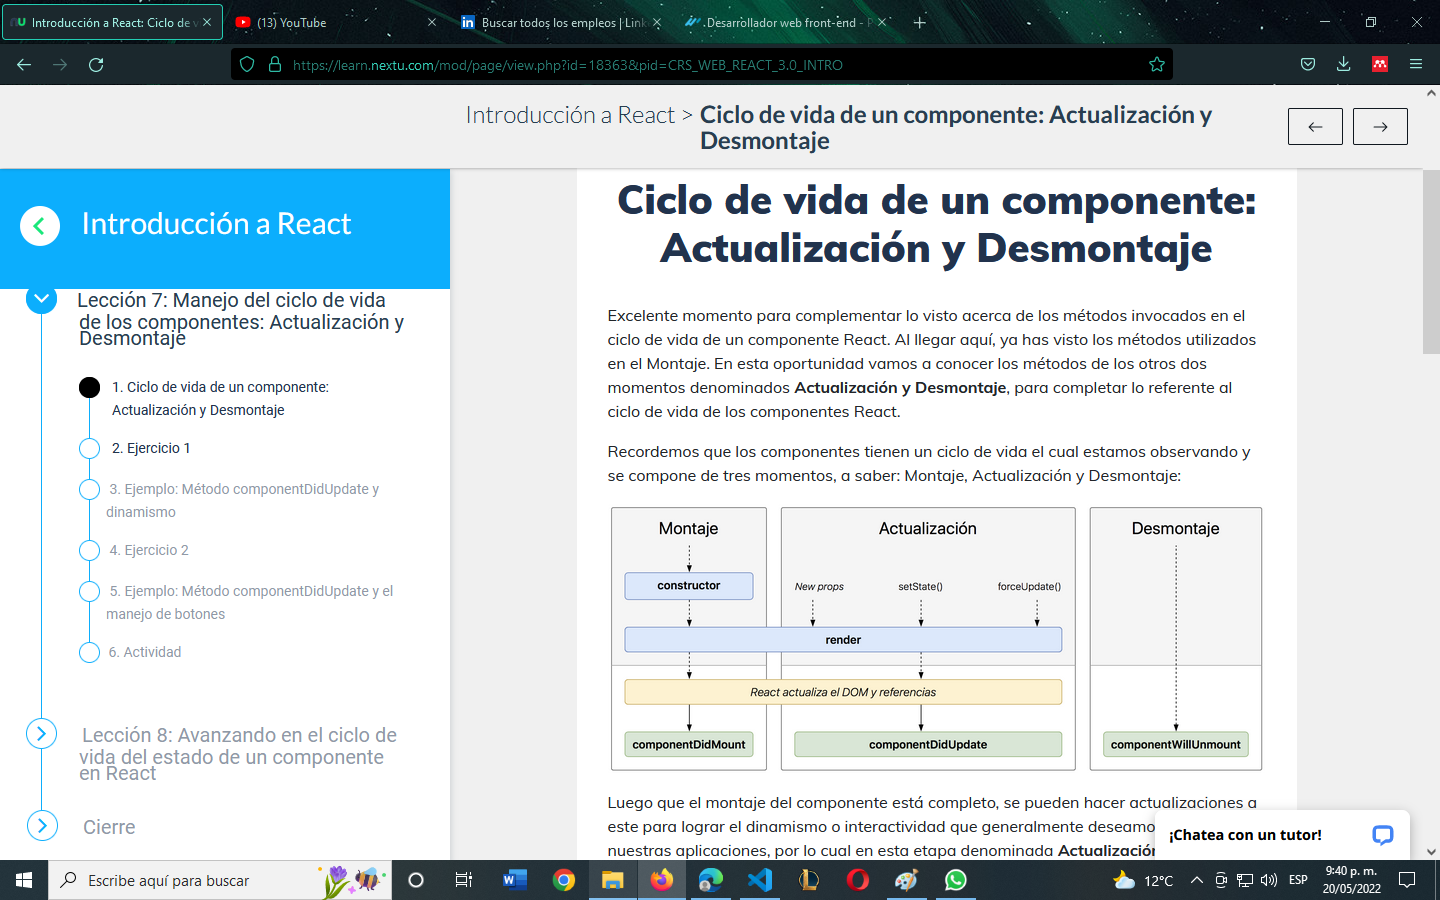 Introducción a React: Ciclo de v
(13) YouTube
Buscar todos los empleos | Link
Desarrollador web front-end - P
https://learn.nextu.com/mod/page/view.php?id=18363&pid=CRS_WEB_REACT_3.0_INTRO
Introducción a React > Ciclo de vida de un componente: Actualización y
Desmontaje
Introducción a React
Lección 7: Manejo del ciclo de vida
de los componentes: Actualización y
Desmontaje
1. Ciclo de vida de un componente:
Actualización y Desmontaje
2. Ejercicio 1
3. Ejemplo: Método componentDidUpdate y
dinamismo
4. Ejercicio 2
5. Ejemplo: Método componentDidUpdate y el
manejo de botones
6. Actividad
Lección 8: Avanzando en el ciclo de
vida del estado de un componente
en React
Cierre
Ciclo de vida de un componente:
Actualización y Desmontaje
Excelente momento para complementar lo visto acerca de los métodos invocados en el
ciclo de vida de un componente React. Al llegar aquí, ya has visto los métodos utilizados
en el Montaje. En esta oportunidad vamos a conocer los métodos de los otros dos
momentos denominados Actualización y Desmontaje, para completar lo referente al
ciclo de vida de los componentes React.
Recordemos que los componentes tienen un ciclo de vida el cual estamos observando y
se compone de tres momentos, a saber: Montaje, Actualización y Desmontaje:
Montaje
Actualización
Desmontaje
constructor
New props
setState()
forceUpdate()
render
React actualiza el DOM y referencias
componentDidMount
componentDidUpdate
componentWillUnmount
Luego que el montaje del componente está completo, se pueden hacer actualizaciones a
este para lograr el dinamismo o interactividad que generalmente deseamo
nuestras aplicaciones, por lo cual en esta etapa denominada Actualización
¡Chatea con un tutor!
Escribe aquí para buscar
12°C
ESP
9:40 p. m.
20/05/2022